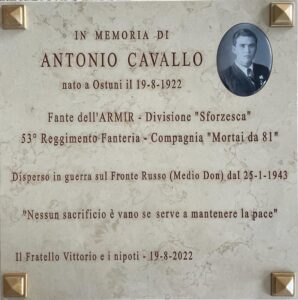 IN MEMORIA DI
ANTONIO CAVALLO
nato a Ostuni il 19-8-1922
Fante dell'ARMIR - Divisione "Sforzesca"
53° Reggimento Fanteria - Compagnia "Mortai da 81"
Disperso in guerra sul Fronte Russo (Medio Don) dal 25-1-1943
"Nessun sacrificio è vano se serve a mantenere la pace"
Il Fratello Vittorio e i nipoti - 19-8-2022